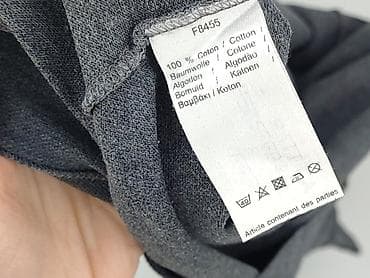 F8455
100 % Coton / Cotton /
Baumwolle / Cotone /
Algodon / Algodão /
Bomuld / Katoen /
Βαμβάκι / Koton
40
Article contenant des parties